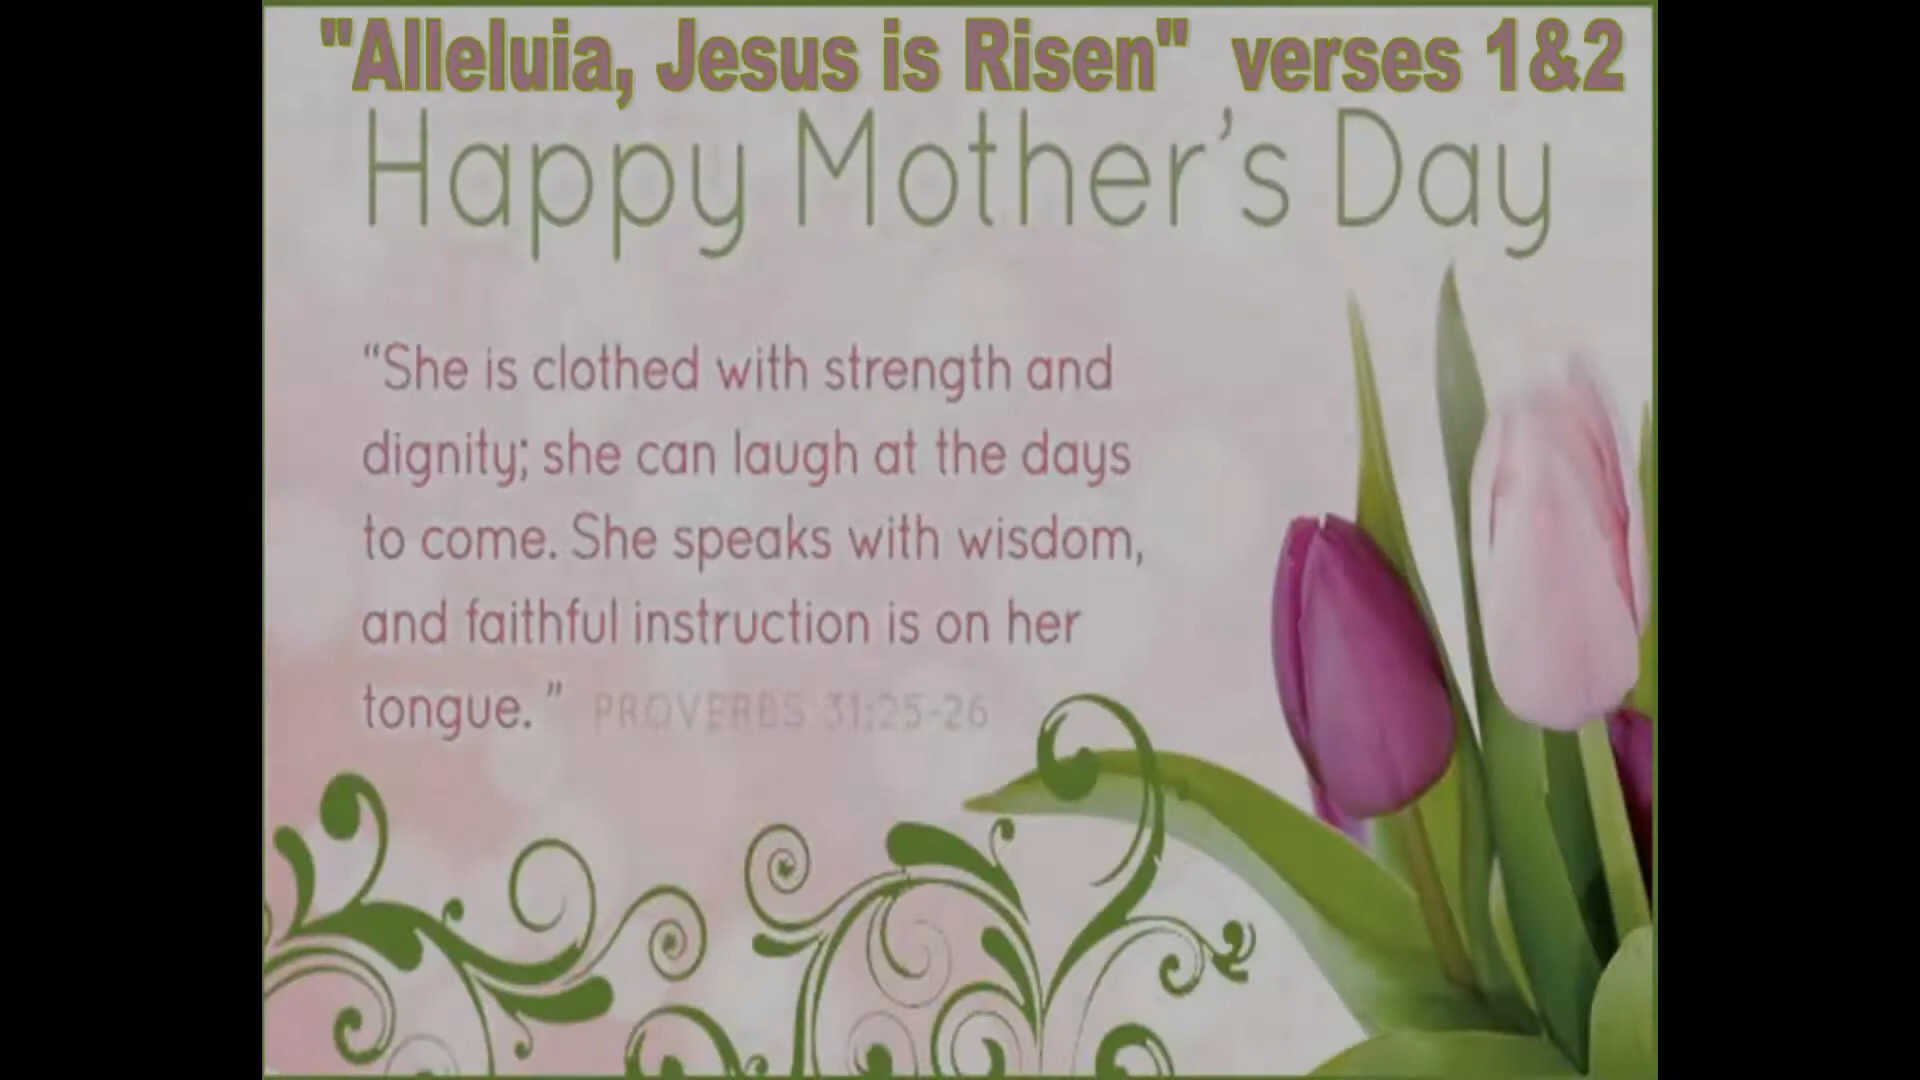 "Alleluia, Jesus is Risen" verses 1&2
Happy Mother’s Day
“She is clothed with strength and
dignity; she can laugh at the days
to come. She speaks with wisdom,
and faithful instruction is on her
tongue.” PROVERBS 31:25-26